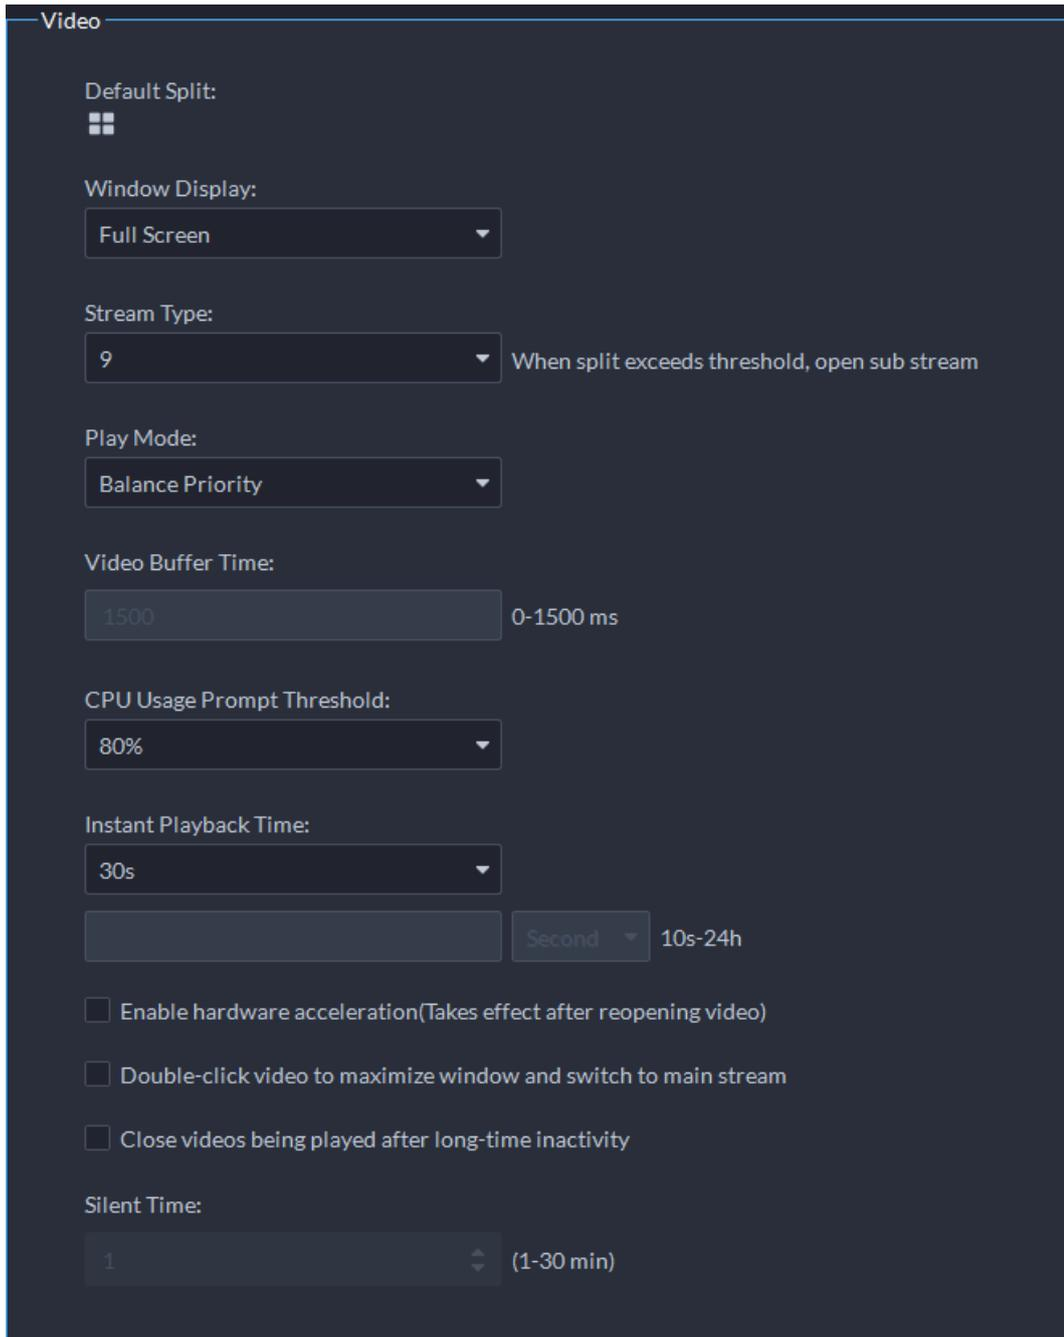 Video
Default Split:
Window Display:
Full Screen
Stream Type:
9 When split exceeds threshold, open sub stream
Play Mode:
Balance Priority
Video Buffer Time:
1500 0-1500 ms
CPU Usage Prompt Threshold:
80%
Instant Playback Time:
30s
Second 10s-24h
Enable hardware acceleration(Takes effect after reopening video)
Double-click video to maximize window and switch to main stream
Close videos being played after long-time inactivity
Silent Time:
1 (1-30 min)